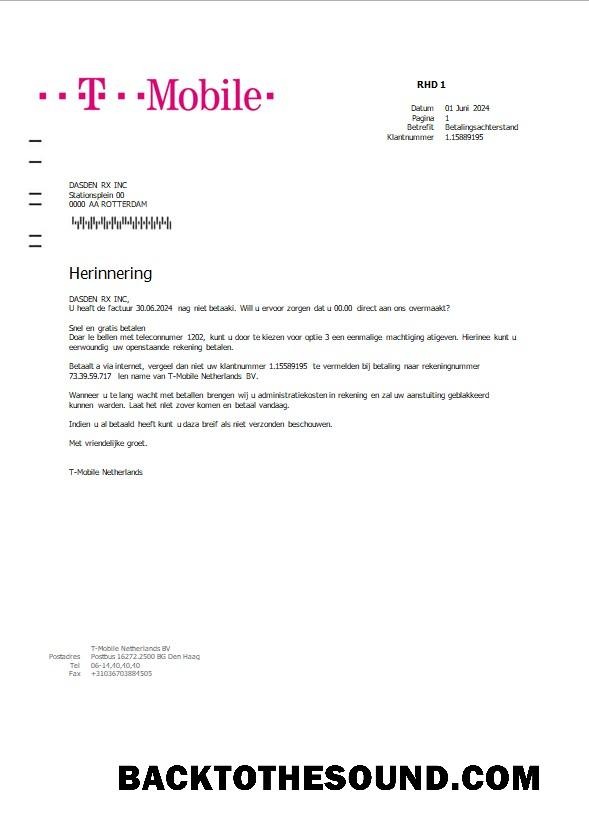 T Mobile
RHD 1
Datum 01 Juni 2024
Pagina 1
Betreft Betalingsachterstand
Klantnummer 1.15889195
DASDEN RX INC
Stationsplein 00
0000 AA ROTTERDAM
Herinnering
DASDEN RX INC,
U heaft de factuur 30.06.2024 nag niet betaaki. Will u ervoor zorgen dat u 00.00 direct aan ons overmaakt?
Snel en gratis betalen
Doar le bellen met teleconnumer 1202, kunt u door te kiezen voor optie 3 een eenmalige machtiging atigeven. Hierinee kunt u
eerwoundig uw openstaande rekening betalen.
Betaalt a via internet, vergeel dan niet uw klantnumner 1.15589195 te vermelden bij betaling naar rekeningnumner
73.39.59.717 len name van T-Mobile Netherlands BV.
Wanneer u te lang wacht met betallen brengen wij u administratiekosten in rekening en zal uw aanstuiting geblakkeerd
kunnen warden. Laat het nlet zover komen en betaal vandaag.
Indien u al betaald heeft kunt u daza breif als niet verzonden beschouwen.
Met vriendelijke groet.
T-Mobile Netherlands
T-Mobile Netherlands BV
Postadres Postbus 16272.2500 BG Den Haag
Tel 06-14,40,40,40
Fax +31036703884505
BACKTOTHESOUND.COM